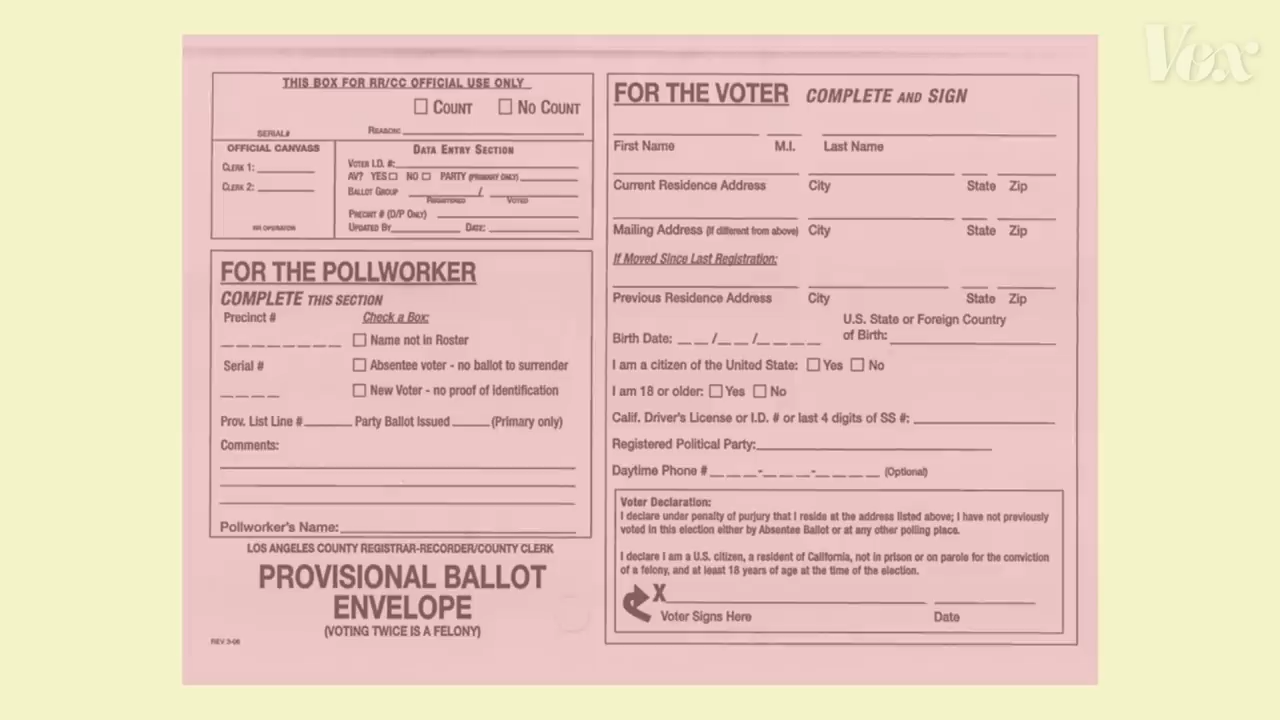 Vox
THIS BOX FOR RR/CC OFFICIAL USE ONLY
COUNT NO COUNT
SERIAL# REASON:
OFFICIAL CANVASS
CLERK 1:
CLERK 2:
RR OPERATOR
DATA ENTRY SECTION
VOTER I.D. #:
AV? YES NO PARTY (PRIMARY ONLY)
BALLOT GROUP /
REGISTERED VOTED
PRECINCT # (D/P ONLY)
UPDATED BY DATE:
FOR THE POLLWORKER
COMPLETE THIS SECTION
Precinct # Check a Box:
Name not in Roster
Serial # Absentee voter - no ballot to surrender
New Voter - no proof of identification
Prov. List Line # Party Ballot Issued (Primary only)
Comments:
Pollworker's Name:
LOS ANGELES COUNTY REGISTRAR-RECORDER/COUNTY CLERK
PROVISIONAL BALLOT
ENVELOPE
(VOTING TWICE IS A FELONY)
REV 3-06
FOR THE VOTER COMPLETE AND SIGN
First Name M.I. Last Name
Current Residence Address City State Zip
Mailing Address (If different from above) City State Zip
If Moved Since Last Registration:
Previous Residence Address City State Zip
U.S. State or Foreign Country
Birth Date: / / of Birth:
I am a citizen of the United State: Yes No
I am 18 or older: Yes No
Calif. Driver's License or I.D. # or last 4 digits of SS #:
Registered Political Party:
Daytime Phone # - - (Optional)
Voter Declaration:
I declare under penalty of purjury that I reside at the address listed above; I have not previously
voted in this election either by Absentee Ballot or at any other polling place.
I declare I am a U.S. citizen, a resident of California, not in prison or on parole for the conviction
of a felony, and at least 18 years of age at the time of the election.
X
Voter Signs Here Date